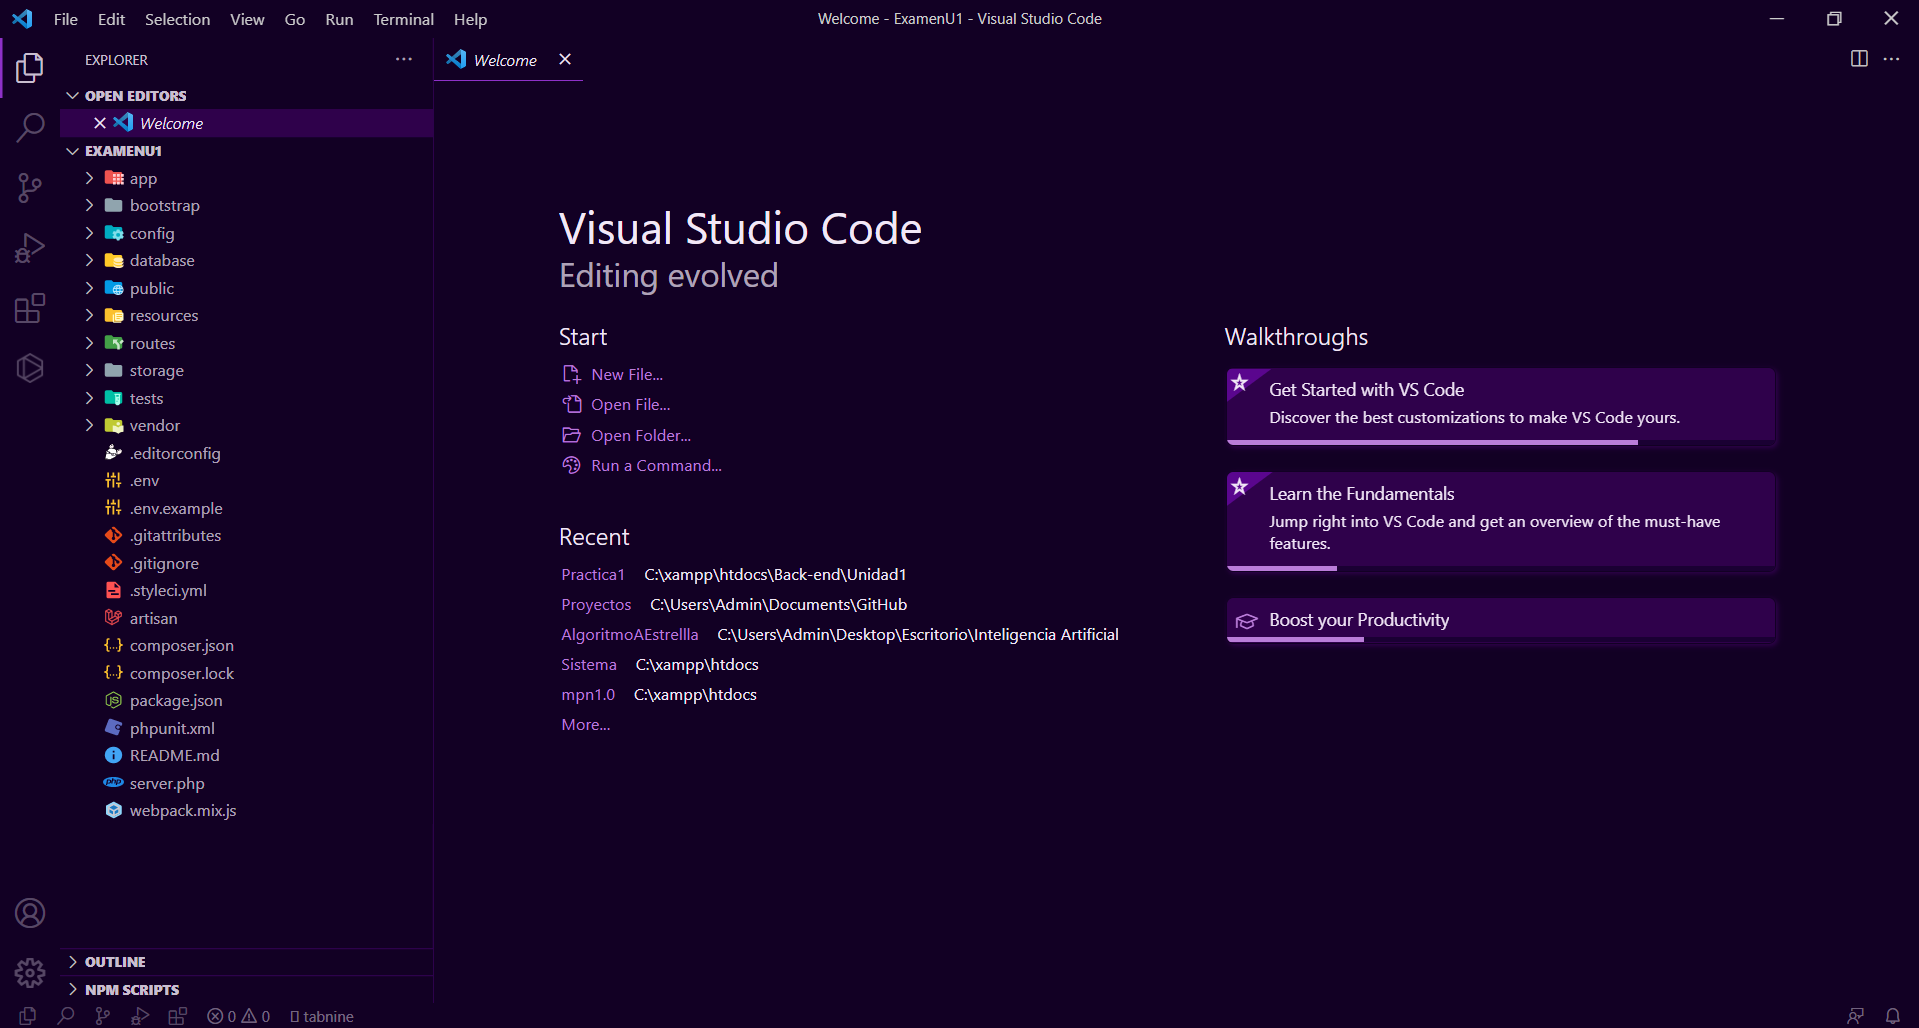 File Edit Selection View Go Run Terminal Help
Welcome - ExamenU1 - Visual Studio Code
EXPLORER
Welcome
OPEN EDITORS
Welcome
EXAMENU1
app
bootstrap
config
database
public
resources
routes
storage
tests
vendor
.editorconfig
.env
.env.example
.gitattributes
.gitignore
.styleci.yml
artisan
composer.json
composer.lock
package.json
phpunit.xml
README.md
server.php
webpack.mix.js
OUTLINE
NPM SCRIPTS
Visual Studio Code
Editing evolved
Start
New File...
Open File...
Open Folder...
Run a Command...
Recent
Practica1 C:\xampp\htdocs\Back-end\Unidad1
Proyectos C:\Users\Admin\Documents\GitHub
AlgoritmoAEstrellla C:\Users\Admin\Desktop\Escritorio\Inteligencia Artificial
Sistema C:\xampp\htdocs
mpn1.0 C:\xampp\htdocs
More...
Walkthroughs
Get Started with VS Code
Discover the best customizations to make VS Code yours.
Learn the Fundamentals
Jump right into VS Code and get an overview of the must-have
features.
Boost your Productivity
0 0 tabnine